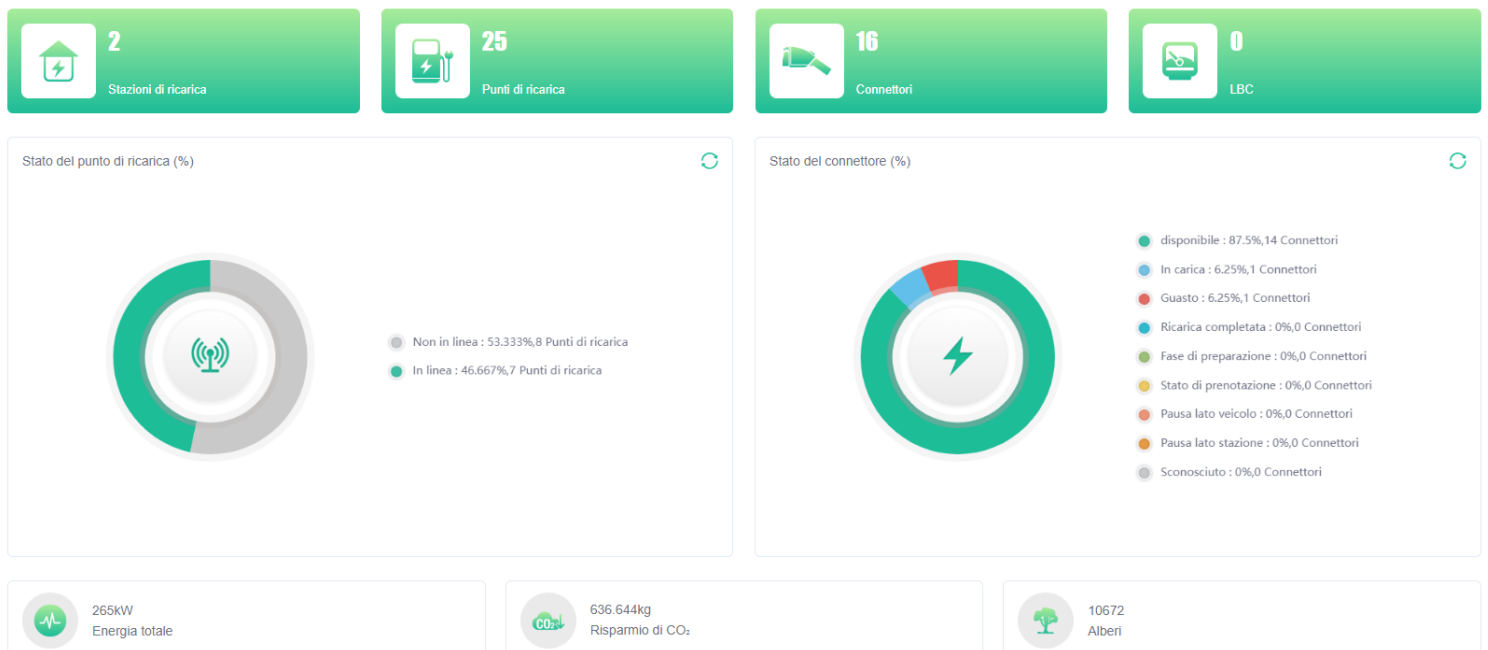 2
Stazioni di ricarica
25
Punti di ricarica
16
Connettori
0
LBC
Stato del punto di ricarica (%)
Non in linea : 53.333%,8 Punti di ricarica
In linea : 46.667%,7 Punti di ricarica
Stato del connettore (%)
disponibile : 87.5%,14 Connettori
In carica : 6.25%,1 Connettori
Guasto : 6.25%,1 Connettori
Ricarica completata : 0%,0 Connettori
Fase di preparazione : 0%,0 Connettori
Stato di prenotazione : 0%,0 Connettori
Pausa lato veicolo : 0%,0 Connettori
Pausa lato stazione : 0%,0 Connettori
Sconosciuto : 0%,0 Connettori
265kW
Energia totale
CO₂
636.644kg
Risparmio di CO₂
10672
Alberi